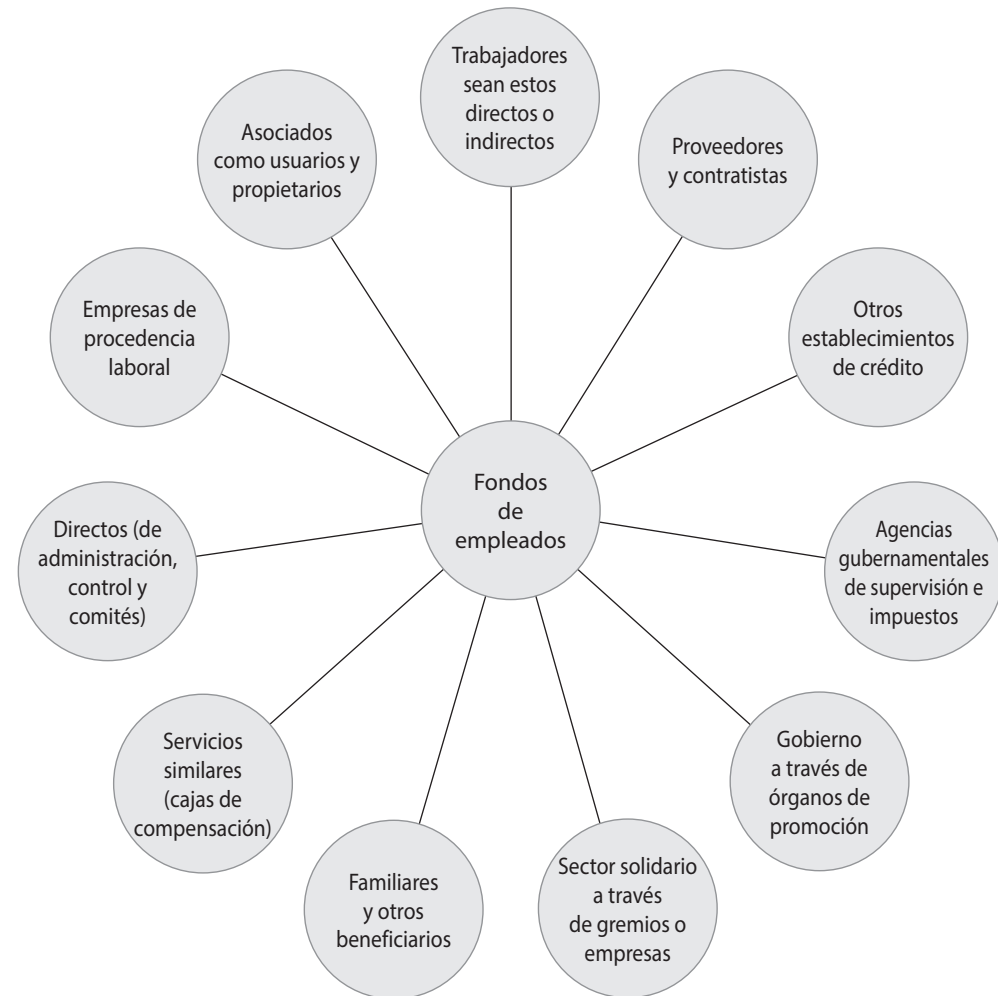 Trabajadores
sean estos
directos o
indirectos
Asociados
como usuarios y
propietarios
Proveedores
y contratistas
Empresas de
procedencia
laboral
Otros
establecimientos
de crédito
Fondos
de
empleados
Directos (de
administración,
control y
comités)
Agencias
gubernamentales
de supervisión e
impuestos
Servicios
similares
(cajas de
compensación)
Gobierno
a través de
órganos de
promoción
Familiares
y otros
beneficiarios
Sector solidario
a través
de gremios o
empresas